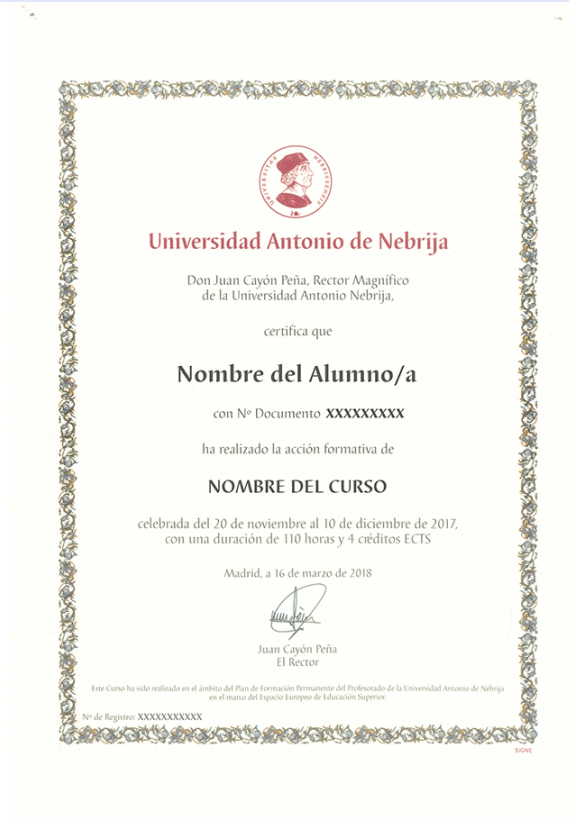 UNIVERSITAS NEBRISSENSIS
Universidad Antonio de Nebrija
Don Juan Cayón Peña, Rector Magnífico
de la Universidad Antonio Nebrija,
certifica que
Nombre del Alumno/a
con Nº Documento XXXXXXXXX
ha realizado la acción formativa de
NOMBRE DEL CURSO
celebrada del 20 de noviembre al 10 de diciembre de 2017,
con una duración de 110 horas y 4 créditos ECTS
Madrid, a 16 de marzo de 2018
Juan Cayón Peña
El Rector
Este Curso ha sido realizado en el ámbito del Plan de Formación Permanente del Profesorado de la Universidad Antonio de Nebrija
en el marco del Espacio Europeo de Educación Superior.
Nº de Registro: XXXXXXXXXXX
SIGNE